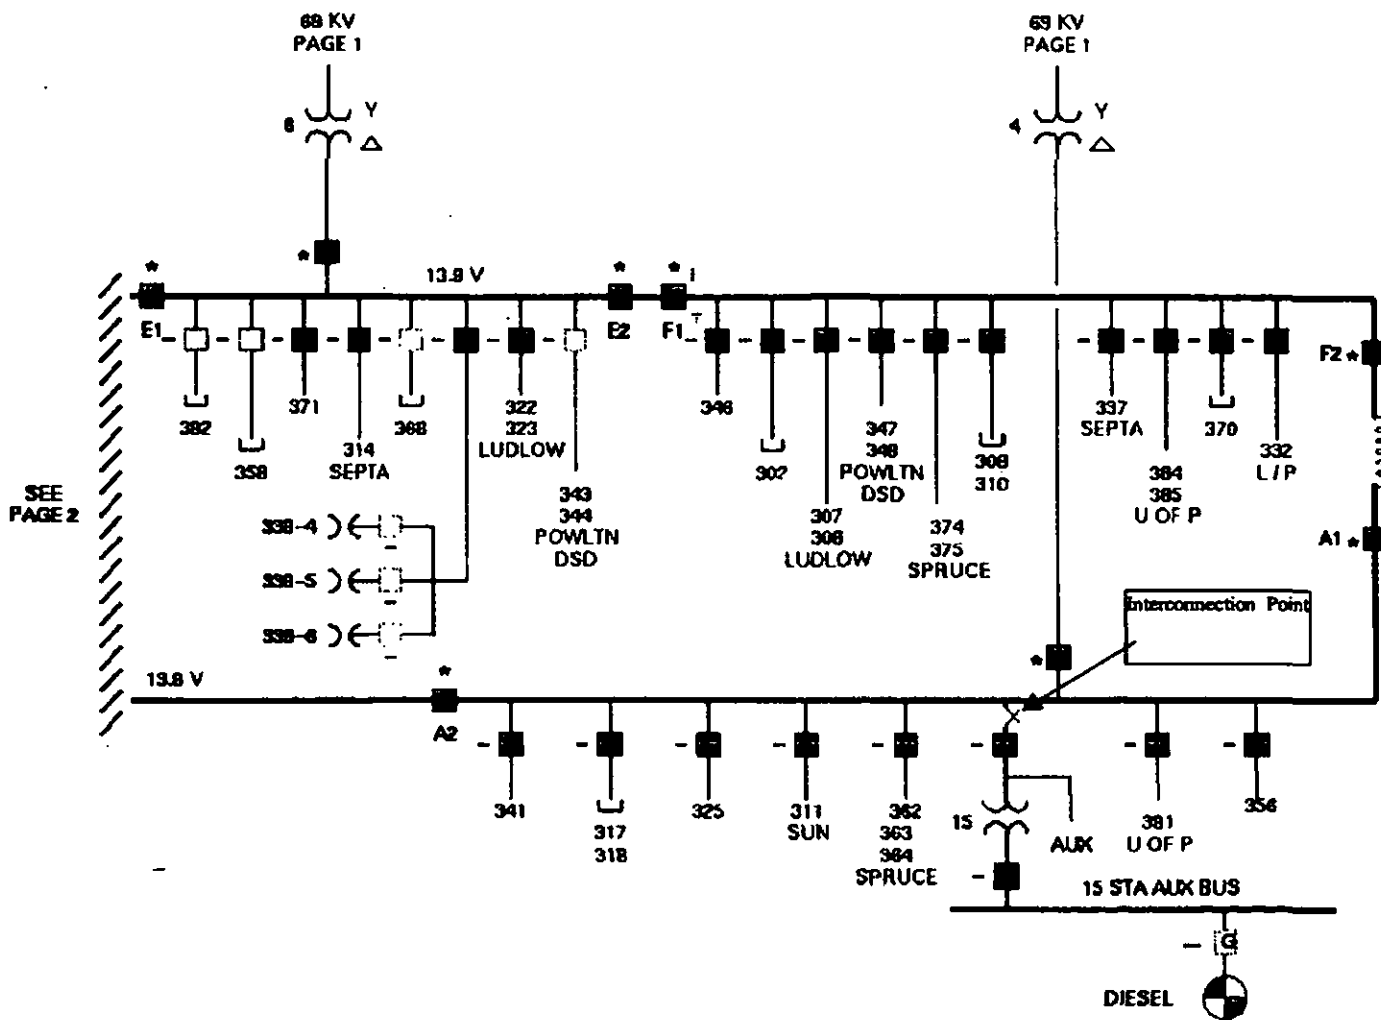 69 KV
PAGE 1
69 KV
PAGE 1
6
Y
4
Y
*
*
13.8 V
*
*
E1
E2
F1
F2 *
382
358
371
314
SEPTA
368
322
323
LUDLOW
343
344
POWLTN
DSD
346
302
307
308
LUDLOW
347
348
POWLTN
DSD
374
375
SPRUCE
309
310
337
SEPTA
384
385
U OF P
370
332
L / P
SEE
PAGE 2
338-4
338-5
338-6
A1 *
Interconnection Point
13.8 V
*
*
A2
341
317
318
325
311
SUN
362
363
364
SPRUCE
15
AUX
381
U OF P
356
15 STA AUX BUS
G
DIESEL